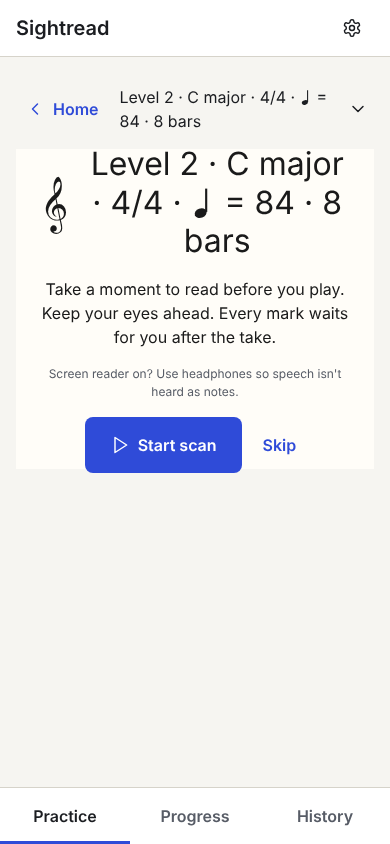 Sightread
Home
Level 2 · C major · 4/4 · ♩ =
84 · 8 bars
Level 2 · C major
· 4/4 · ♩ = 84 · 8
bars
Take a moment to read before you play.
Keep your eyes ahead. Every mark waits
for you after the take.
Screen reader on? Use headphones so speech isn't
heard as notes.
Start scan
Skip
Practice
Progress
History